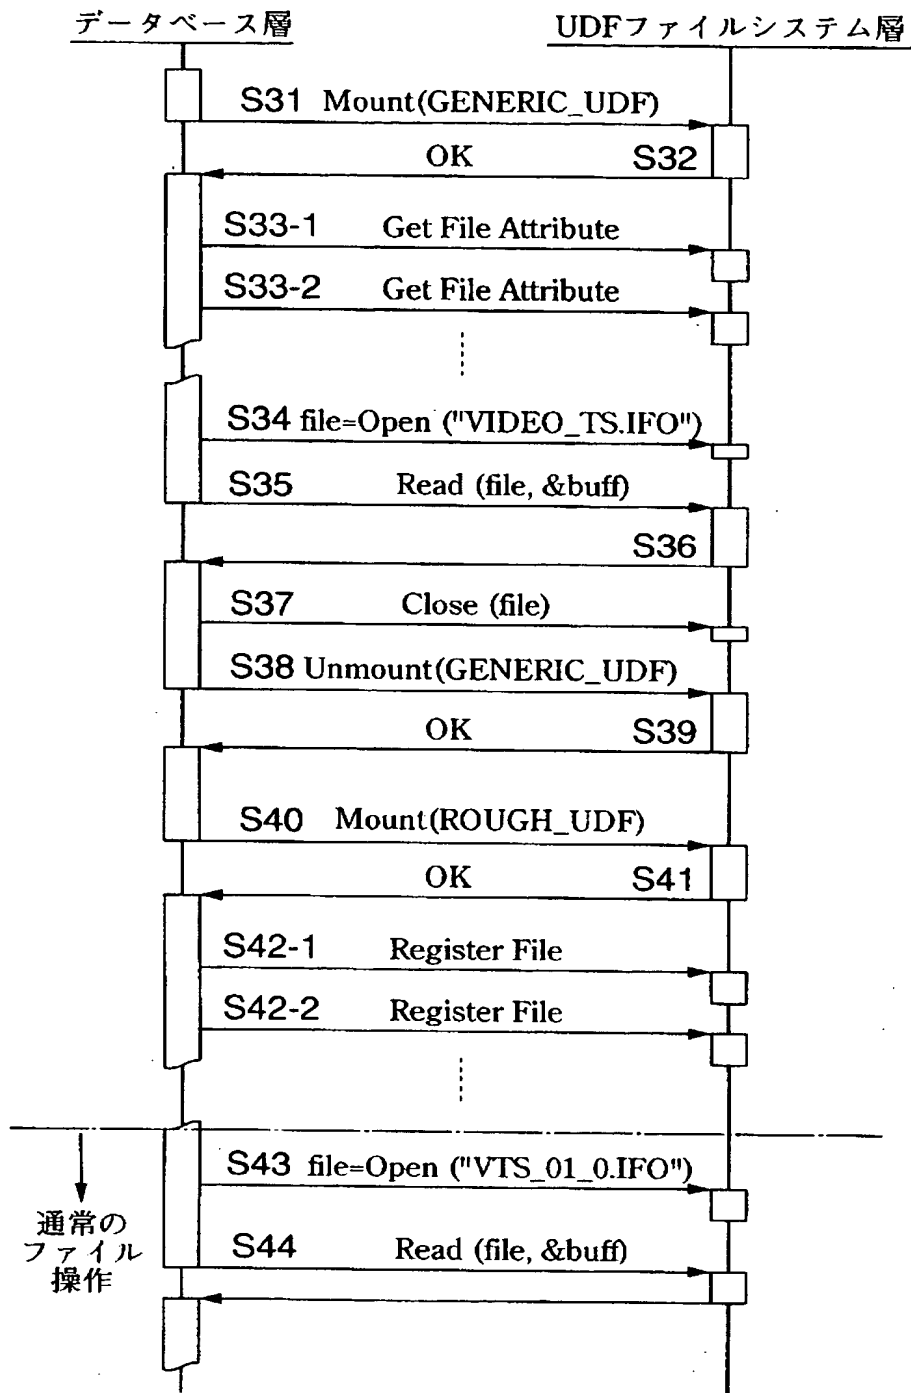 データベース層
UDFファイルシステム層
S31 Mount(GENERIC_UDF)
OK S32
S33-1 Get File Attribute
S33-2 Get File Attribute
S34 file=Open ("VIDEO_TS.IFO")
S35 Read (file, &buff)
S36
S37 Close (file)
S38 Unmount(GENERIC_UDF)
OK S39
S40 Mount(ROUGH_UDF)
OK S41
S42-1 Register File
S42-2 Register File
S43 file=Open ("VTS_01_0.IFO")
通常の
ファイル
操作
S44 Read (file, &buff)